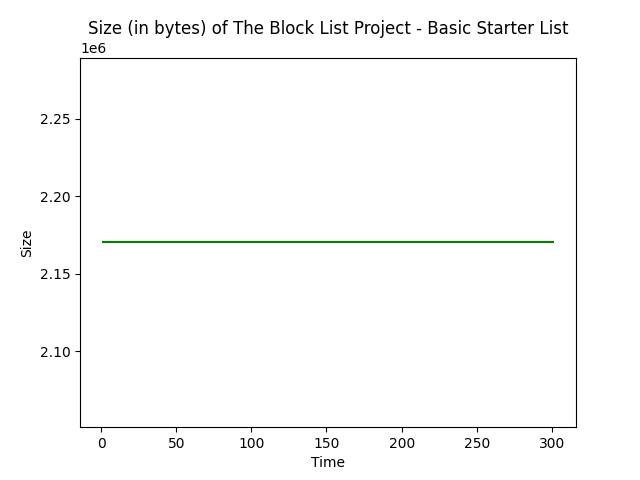 Size (in bytes) of The Block List Project - Basic Starter List
1e6
2.25
2.20
2.15
2.10
Size
0 50 100 150 200 250 300
Time